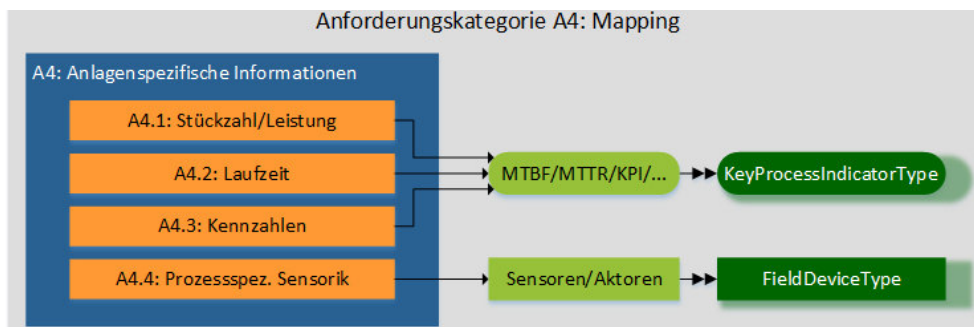 Anforderungskategorie A4: Mapping
A4: Anlagenspezifische Informationen
A4.1: Stückzahl/Leistung
A4.2: Laufzeit
MTBF/MTTR/KPI/...
KeyProcessIndicatorType
A4.3: Kennzahlen
A4.4: Prozessspez. Sensorik
Sensoren/Aktoren
FieldDeviceType